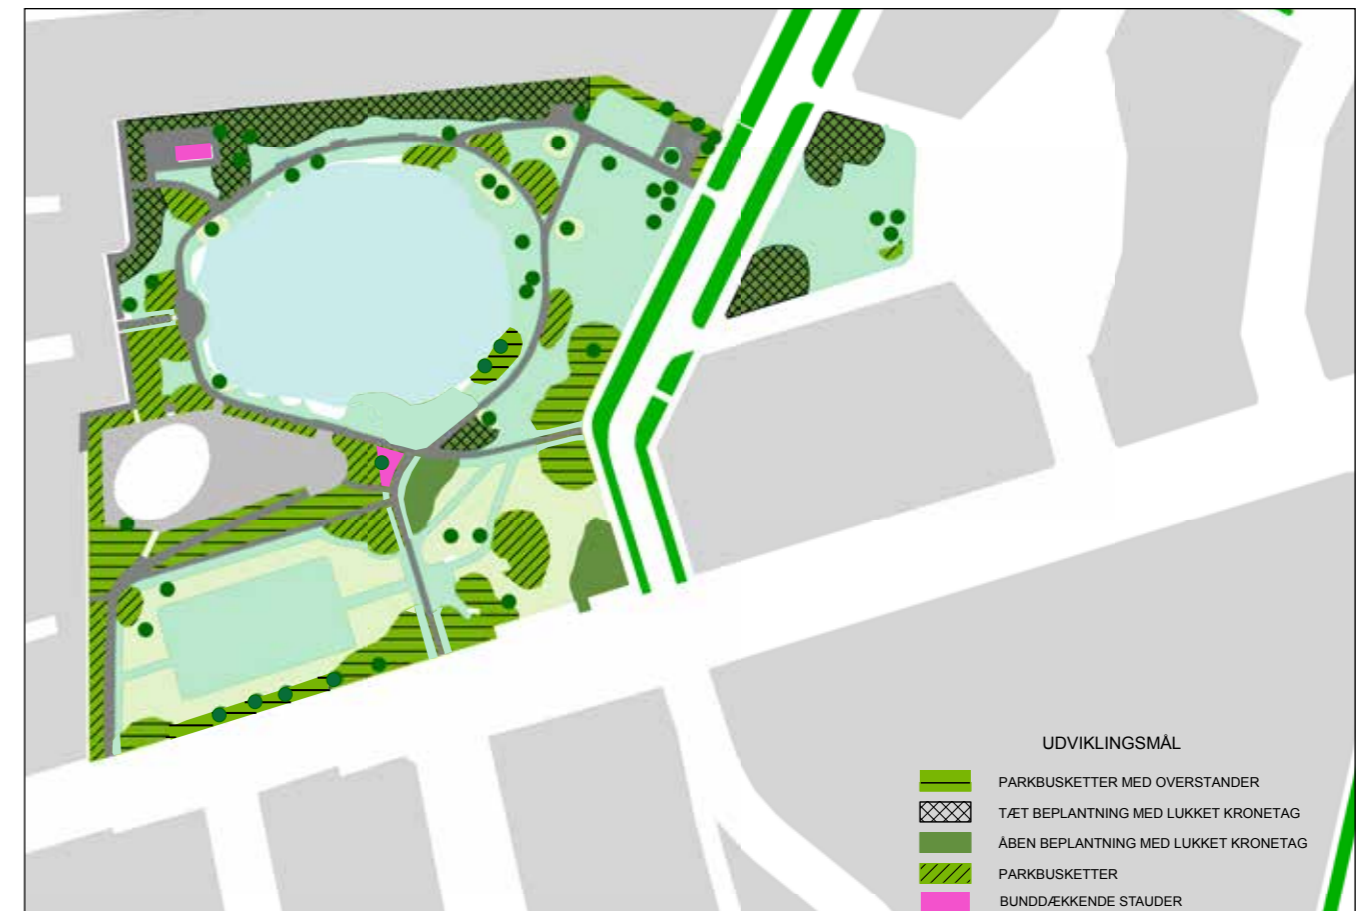 UDVIKLINGSMÅL
PARKBUSKETTER MED OVERSTANDER
TÆT BEPLANTNING MED LUKKET KRONETAG
ÅBEN BEPLANTNING MED LUKKET KRONETAG
PARKBUSKETTER
BUNDDÆKKENDE STAUDER